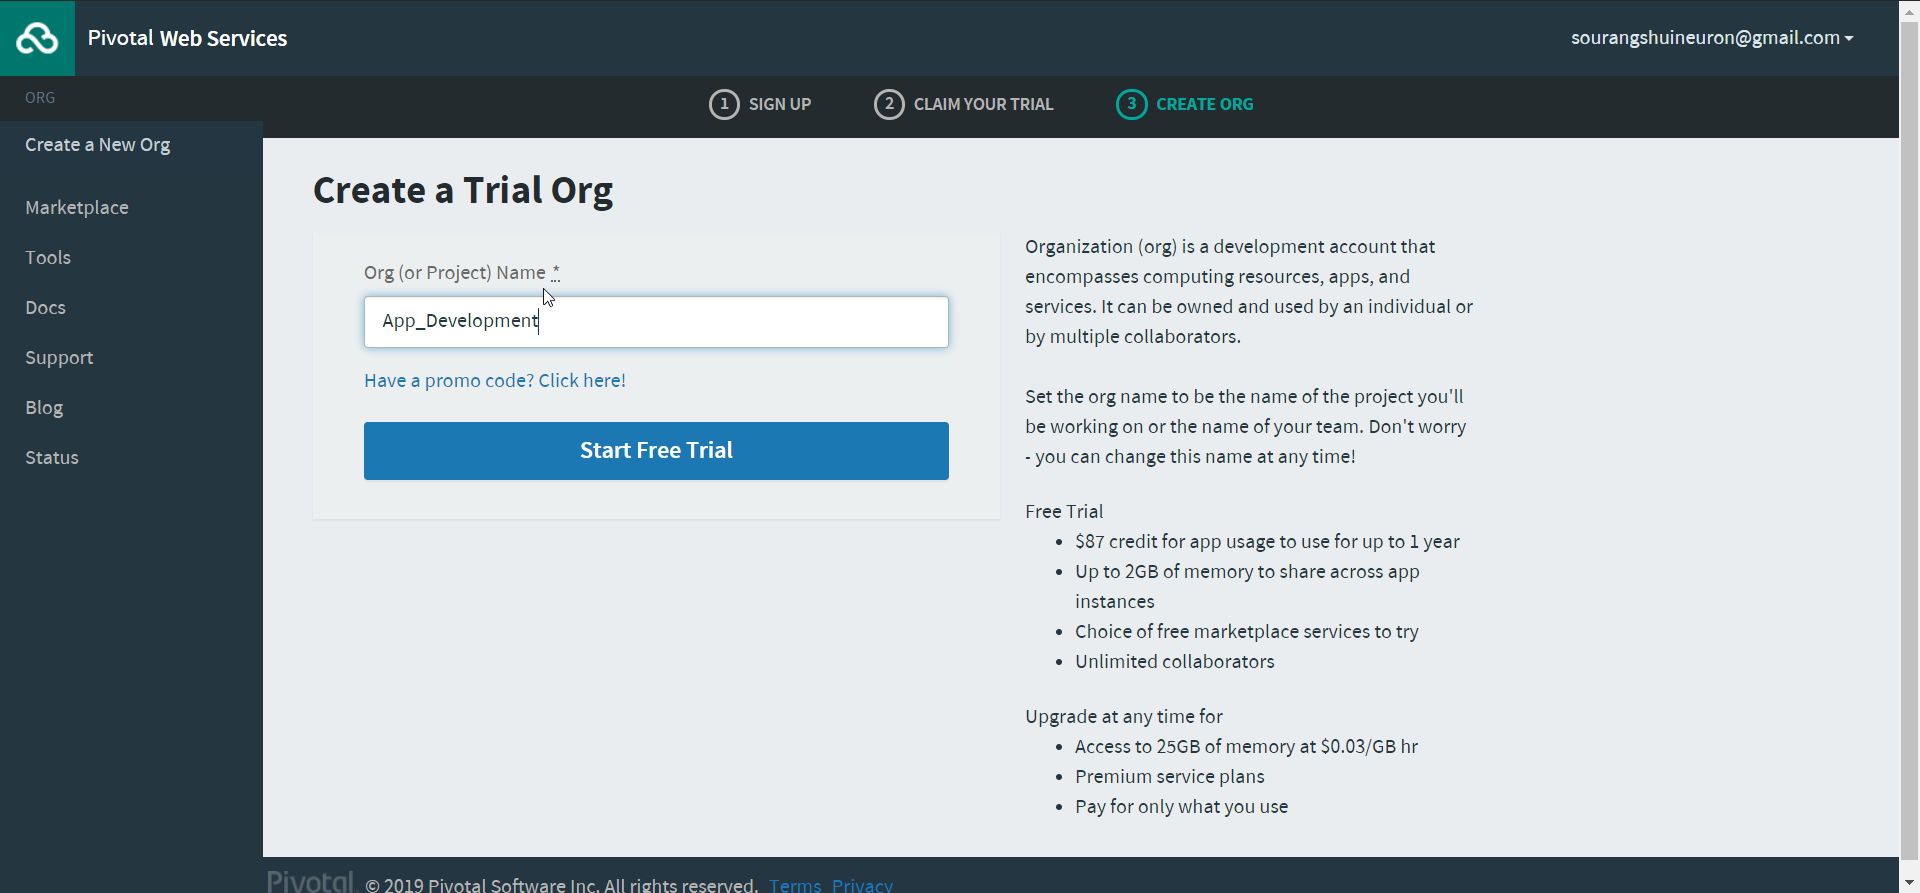 Pivotal Web Services
sourangshuineuron@gmail.com
ORG
1 SIGN UP
2 CLAIM YOUR TRIAL
3 CREATE ORG
Create a New Org
Marketplace
Tools
Docs
Support
Blog
Status
Create a Trial Org
Org (or Project) Name *
App_Development
Have a promo code? Click here!
Start Free Trial
Organization (org) is a development account that
encompasses computing resources, apps, and
services. It can be owned and used by an individual or
by multiple collaborators.
Set the org name to be the name of the project you'll
be working on or the name of your team. Don't worry
- you can change this name at any time!
Free Trial
• $87 credit for app usage to use for up to 1 year
• Up to 2GB of memory to share across app
instances
• Choice of free marketplace services to try
• Unlimited collaborators
Upgrade at any time for
• Access to 25GB of memory at $0.03/GB hr
• Premium service plans
• Pay for only what you use
Pivotal © 2019 Pivotal Software Inc. All rights reserved. Terms Privacy